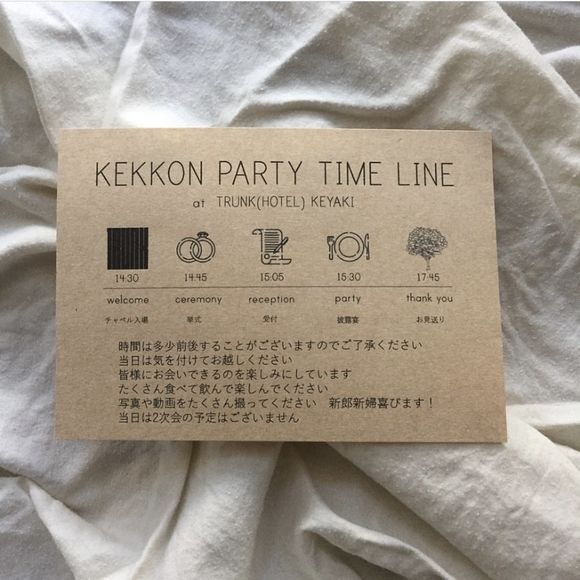 KEKKON PARTY TIME LINE
at TRUNK(HOTEL) KEYAKI
14:30 14:45 15:05 15:30 17:45
welcome ceremony reception party thank you
チャペル入場 挙式 受付 披露宴 お見送り
時間は多少前後することがございますのでご了承ください
当日は気を付けてお越しください
皆様にお会いできるのを楽しみにしています
たくさん食べて飲んで楽しんでください
写真や動画をたくさん撮ってください 新郎新婦喜びます！
当日は2次会の予定はございません